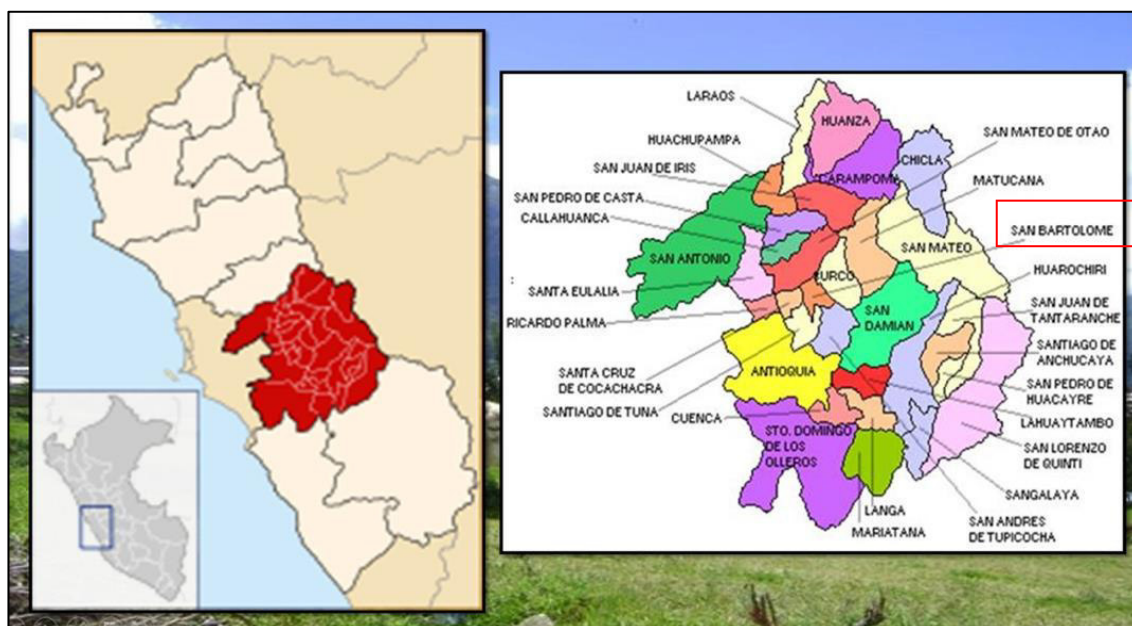 LARAOS
HUANZA
HUACHUPAMPA
SAN MATEO DE OTAO
SAN JUAN DE IRIS
CHICLA
CARAMPOMA
MATUCANA
SAN PEDRO DE CASTA
CALLAHUANCA
SAN BARTOLOME
SAN MATEO
SAN ANTONIO
HUAROCHIRI
SURCO
SANTA EULALIA
SAN JUAN DE
TANTARANCHE
SAN
DAMIAN
RICARDO PALMA
SANTIAGO DE
ANCHUCAYA
SANTA CRUZ
DE COCACHACRA
ANTIOQUIA
SAN PEDRO DE
HUACAYRE
SANTIAGO DE TUNA
CUENCA
LAHUAYTAMBO
STO. DOMINGO
DE LOS
OLLEROS
SAN LORENZO
DE QUINTI
SANGALAYA
LANGA
MARIATANA
SAN ANDRES
DE TUPICOCHA